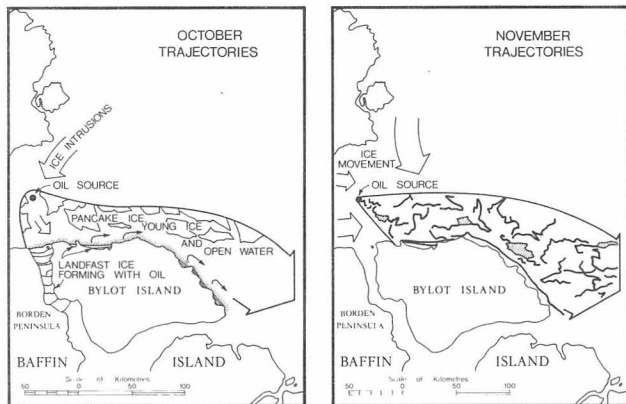 OCTOBER
TRAJECTORIES
ICE INTRUSIONS
OIL SOURCE
PANCAKE ICE,
YOUNG ICE
AND OPEN WATER
LANDFAST ICE
FORMING WITH OIL
BYLOT ISLAND
BORDEN
PENINSULA
BAFFIN ISLAND
Scale of Kilometres
50 0 50 100
NOVEMBER
TRAJECTORIES
ICE
MOVEMENT
OIL SOURCE
BYLOT ISLAND
BORDEN
PENINSULA
BAFFIN ISLAND
Scale of Kilometres
50 0 50 100